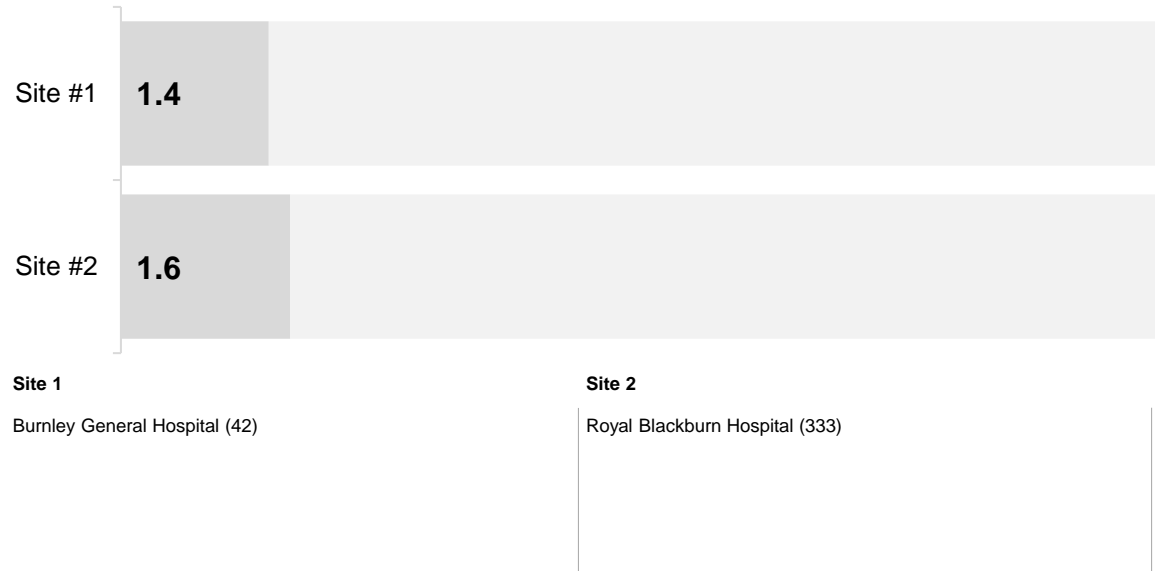 Site #1
1.4
Site #2
1.6
Site 1
Burnley General Hospital (42)
Site 2
Royal Blackburn Hospital (333)